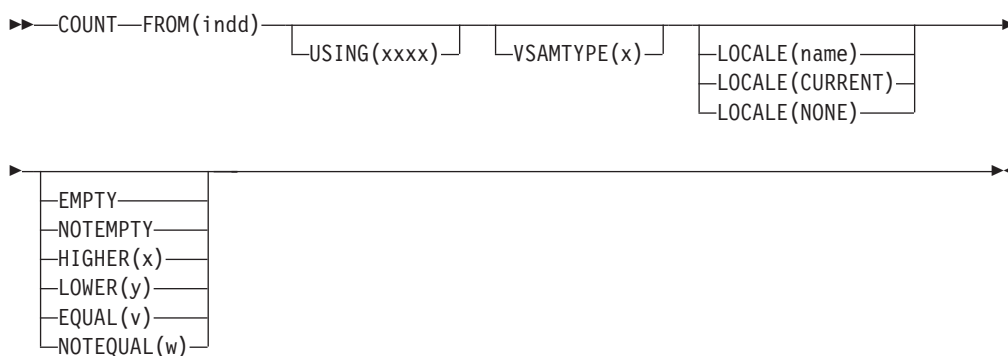 COUNT FROM(indd)
USING(xxxx)
VSAMTYPE(x)
LOCALE(name)
LOCALE(CURRENT)
LOCALE(NONE)
EMPTY
NOTEMPTY
HIGHER(x)
LOWER(y)
EQUAL(v)
NOTEQUAL(w)